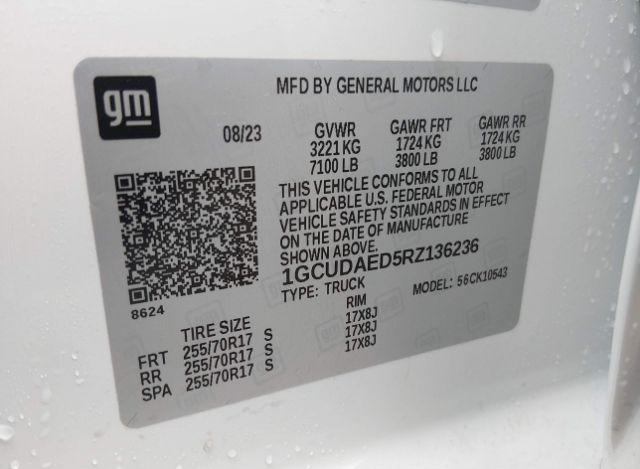 gm
MFD BY GENERAL MOTORS LLC
08/23 GVWR GAWR FRT GAWR RR
3221 KG 1724 KG 1724 KG
7100 LB 3800 LB 3800 LB
THIS VEHICLE CONFORMS TO ALL
APPLICABLE U.S. FEDERAL MOTOR
VEHICLE SAFETY STANDARDS IN EFFECT
ON THE DATE OF MANUFACTURE
SHOWN ABOVE.
1GCUDAED5RZ136236
TYPE: TRUCK MODEL: 56CK10543
8624
TIRE SIZE RIM
FRT 255/70R17 S 17X8J
RR 255/70R17 S 17X8J
SPA 255/70R17 S 17X8J